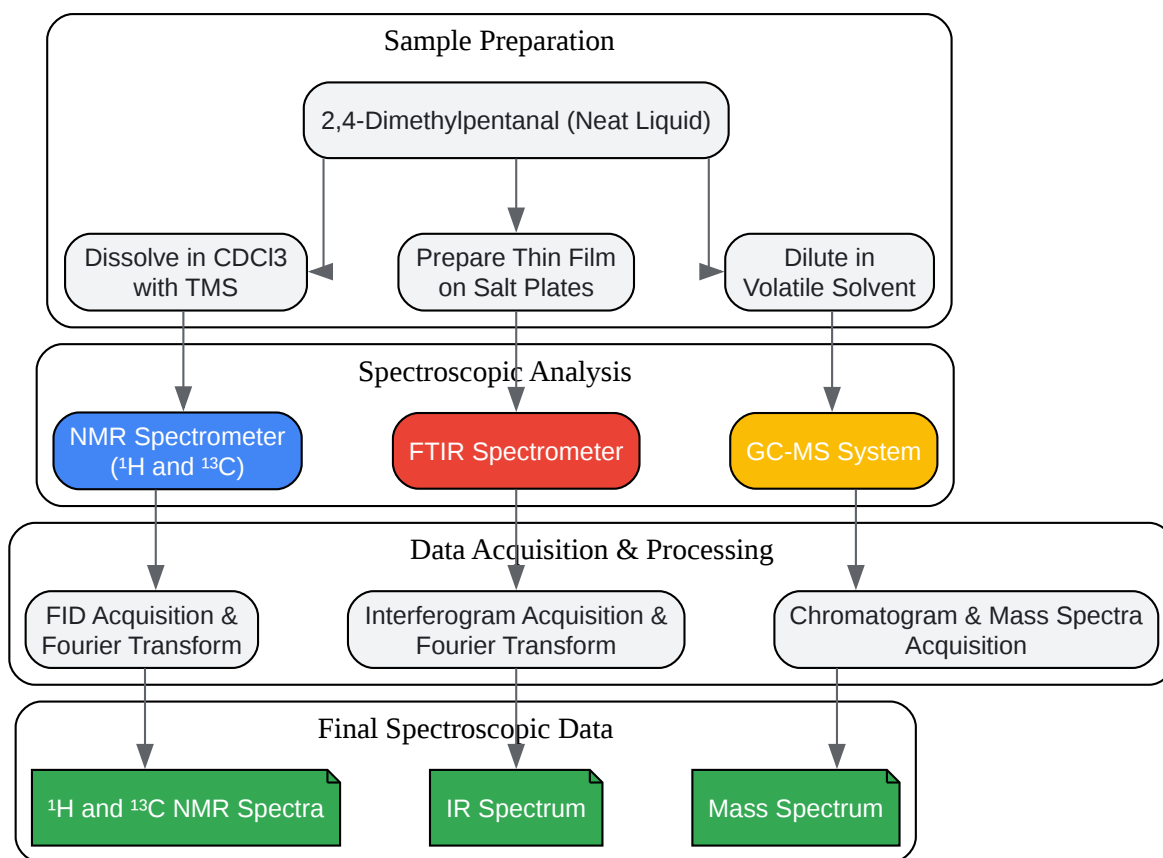 Sample Preparation
2,4-Dimethylpentanal (Neat Liquid)
Dissolve in CDCl3
with TMS
Prepare Thin Film
on Salt Plates
Dilute in
Volatile Solvent
Spectroscopic Analysis
NMR Spectrometer
(¹H and ¹³C)
FTIR Spectrometer
GC-MS System
Data Acquisition & Processing
FID Acquisition &
Fourier Transform
Interferogram Acquisition &
Fourier Transform
Chromatogram & Mass Spectra
Acquisition
Final Spectroscopic Data
¹H and ¹³C NMR Spectra
IR Spectrum
Mass Spectrum